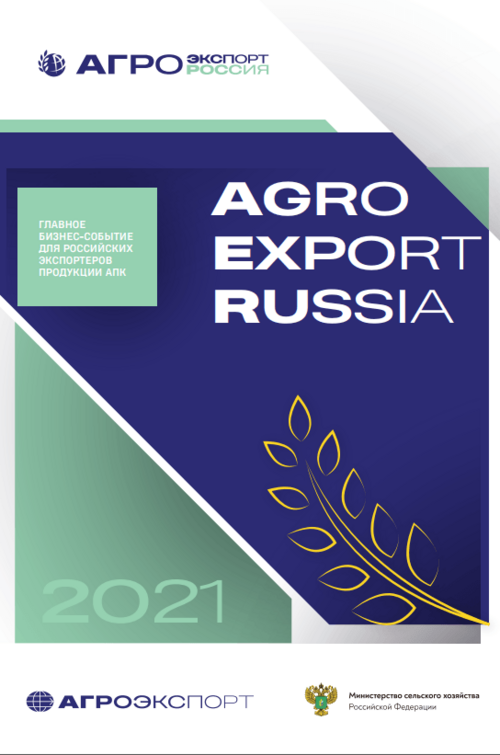 АГРО ЭКСПОРТ
РОССИЯ
ГЛАВНОЕ
БИЗНЕС-СОБЫТИЕ
ДЛЯ РОССИЙСКИХ
ЭКСПОРТЕРОВ
ПРОДУКЦИИ АПК
AGRO
EXPORT
RUSSIA
2021
АГРОЭКСПОРТ
Министерство сельского хозяйства
Российской Федерации